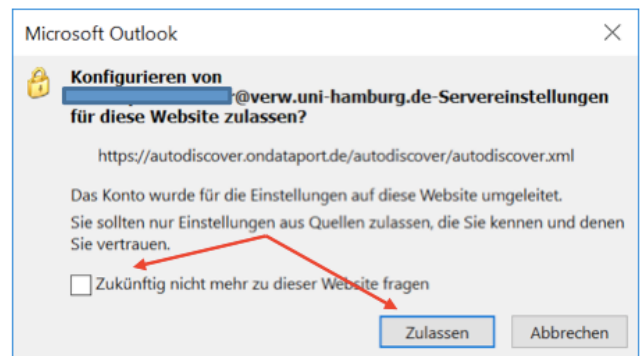 Microsoft Outlook
Konfigurieren von
@verw.uni-hamburg.de-Servereinstellungen
für diese Website zulassen?
https://autodiscover.ondataport.de/autodiscover/autodiscover.xml
Das Konto wurde für die Einstellungen auf diese Website umgeleitet.
Sie sollten nur Einstellungen aus Quellen zulassen, die Sie kennen und denen
Sie vertrauen.
Zukünftig nicht mehr zu dieser Website fragen
Zulassen Abbrechen